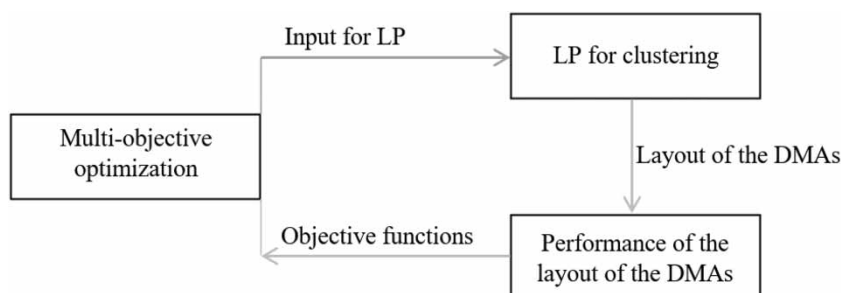 Input for LP
LP for clustering
Multi-objective
optimization
Layout of the DMAs
Objective functions
Performance of the
layout of the DMAs